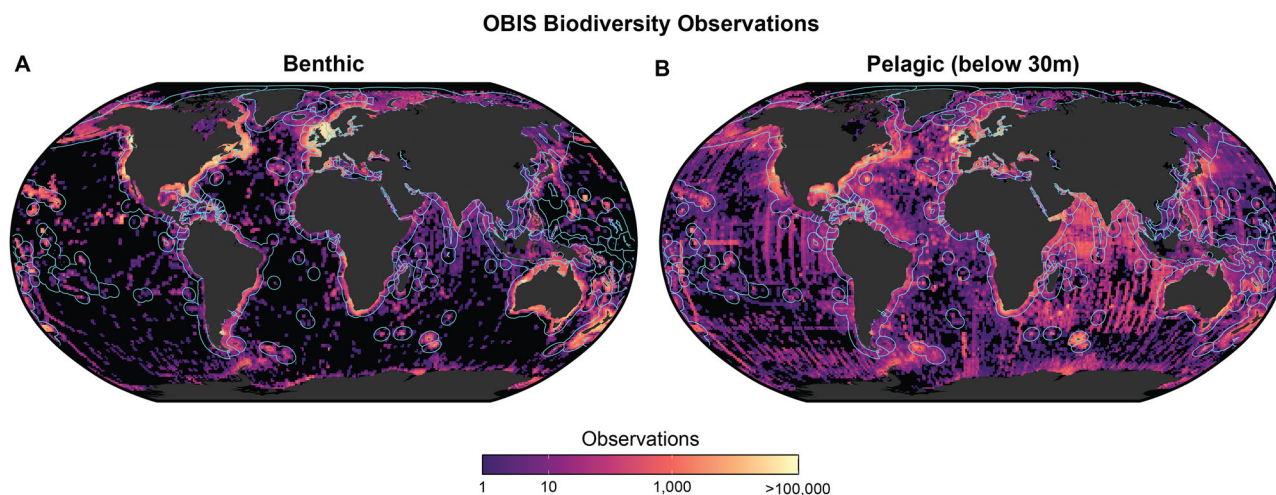 OBIS Biodiversity Observations
A
Benthic
B
Pelagic (below 30m)
Observations
1
10
1,000
>100,000